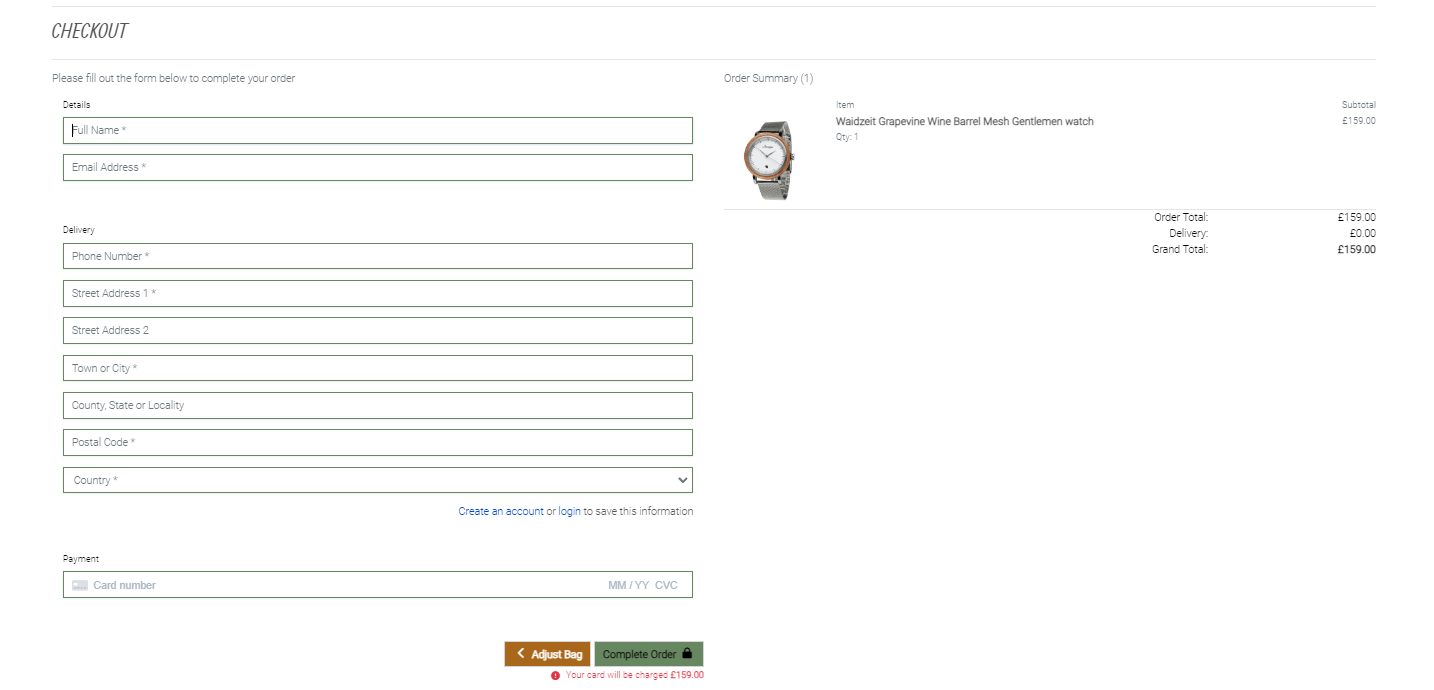 CHECKOUT
Please fill out the form below to complete your order
Details
Full Name *
Email Address *
Delivery
Phone Number *
Street Address 1 *
Street Address 2
Town or City *
County, State or Locality
Postal Code *
Country *
Create an account or login to save this information
Payment
Card number MM / YY CVC
Adjust Bag Complete Order
Your card will be charged £159.00
Order Summary (1)
Item Subtotal
Waidzeit Grapevine Wine Barrel Mesh Gentlemen watch £159.00
Qty: 1
Order Total: £159.00
Delivery: £0.00
Grand Total: £159.00